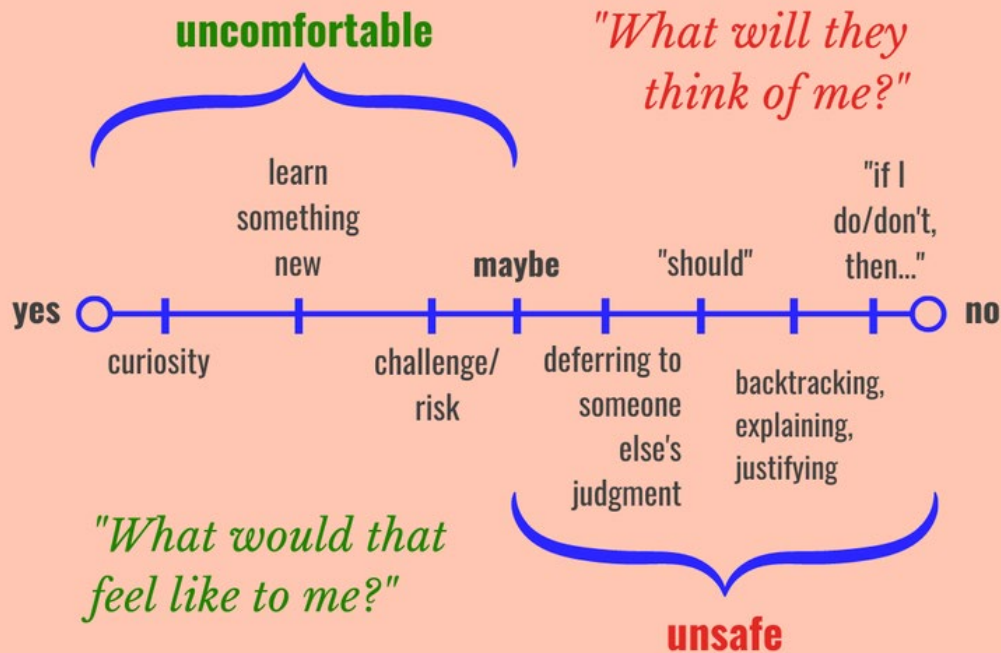 uncomfortable
"What will they
think of me?"
learn
something
new
maybe
"should"
"if I
do/don't,
then..."
yes
no
curiosity
challenge/
risk
deferring to
someone
else's
judgment
backtracking,
explaining,
justifying
"What would that
feel like to me?"
unsafe